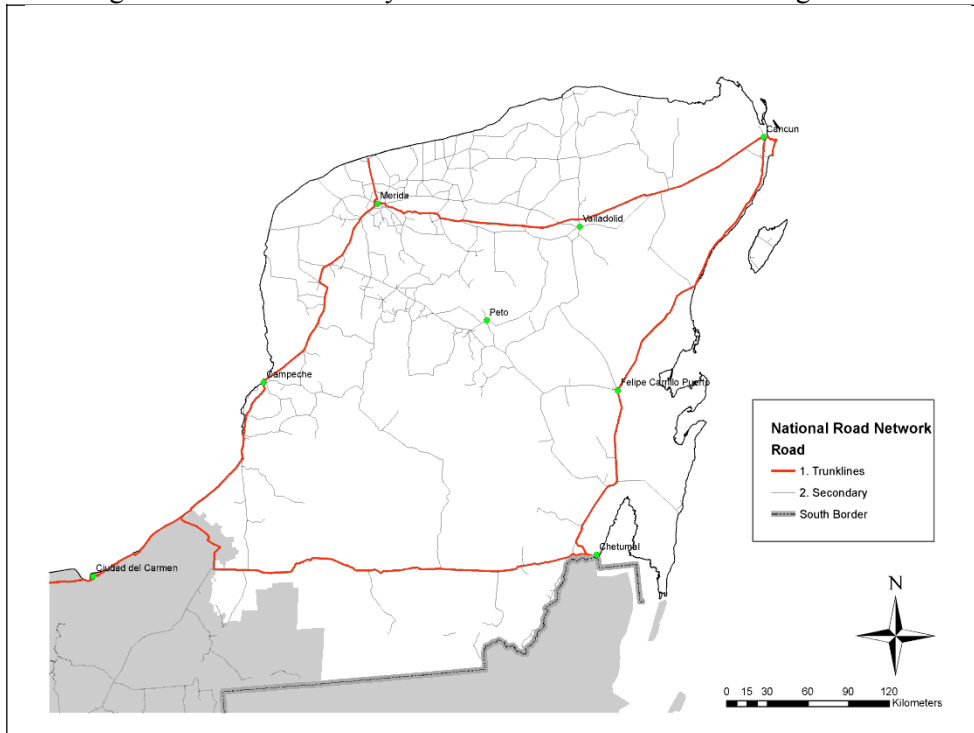 Cancun
Merida
Valladolid
Peto
Campeche
Felipe Carrillo Puerto
National Road Network
Road
1. Trunklines
2. Secondary
South Border
Chetumal
Ciudad del Carmen
N
0 15 30 60 90 120
Kilometers